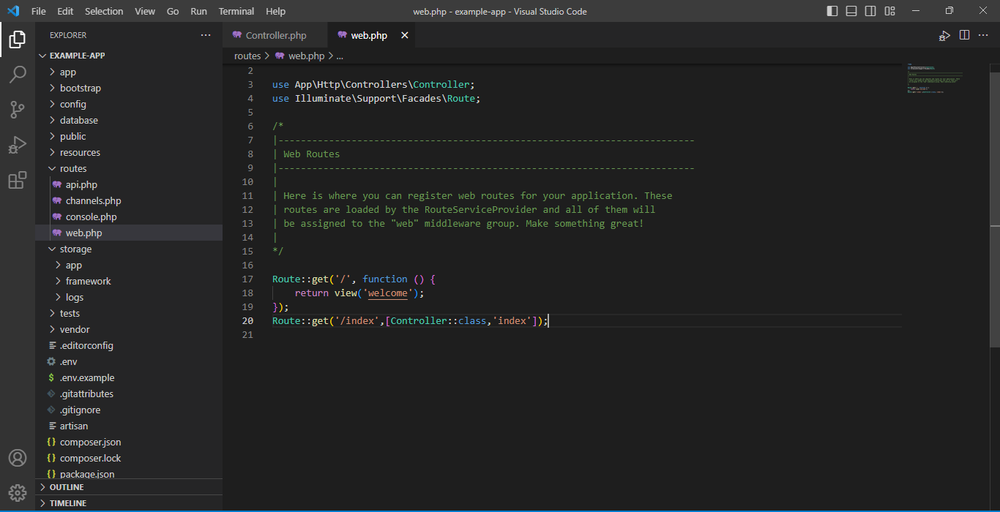 File Edit Selection View Go Run Terminal Help
web.php - example-app - Visual Studio Code
EXPLORER
EXAMPLE-APP
app
bootstrap
config
database
public
resources
routes
api.php
channels.php
console.php
web.php
storage
app
framework
logs
tests
vendor
.editorconfig
.env
$ .env.example
.gitattributes
.gitignore
artisan
{} composer.json
{} composer.lock
{} package.json
OUTLINE
TIMELINE
Controller.php web.php
routes > web.php > ...
2
3 use App\Http\Controllers\Controller;
4 use Illuminate\Support\Facades\Route;
5
6 /*
7 |--------------------------------------------------------------------------
8 | Web Routes
9 |--------------------------------------------------------------------------
10 |
11 | Here is where you can register web routes for your application. These
12 | routes are loaded by the RouteServiceProvider and all of them will
13 | be assigned to the "web" middleware group. Make something great!
14 |
15 */
16
17 Route::get('/', function () {
18 return view('welcome');
19 });
20 Route::get('/index',[Controller::class,'index']);
21